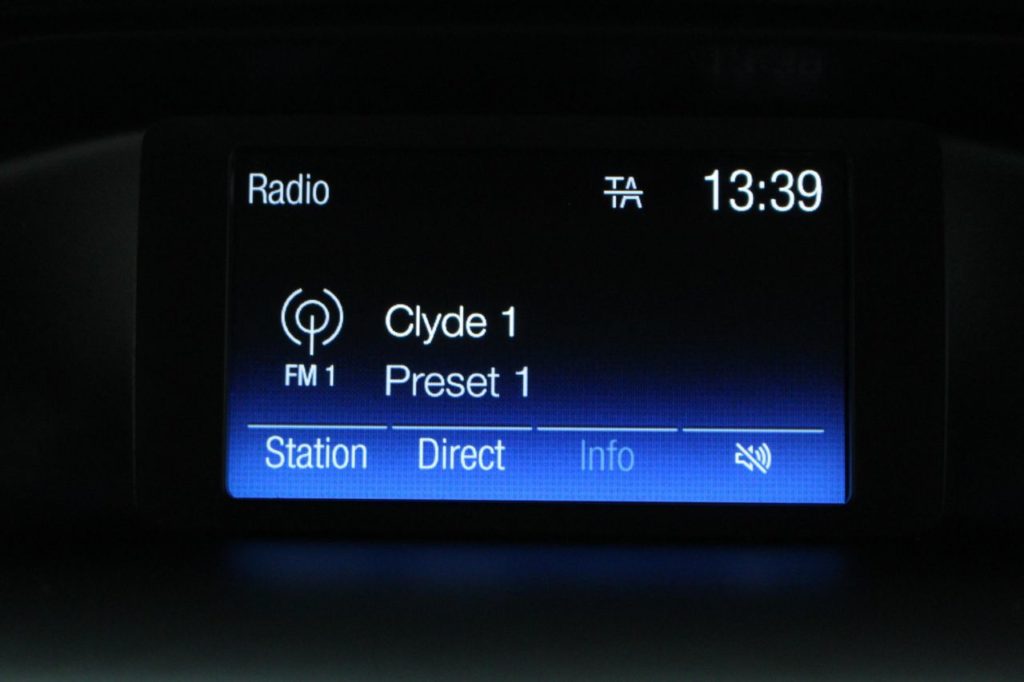 Radio TA 13:39
Clyde 1
FM 1 Preset 1
Station Direct Info